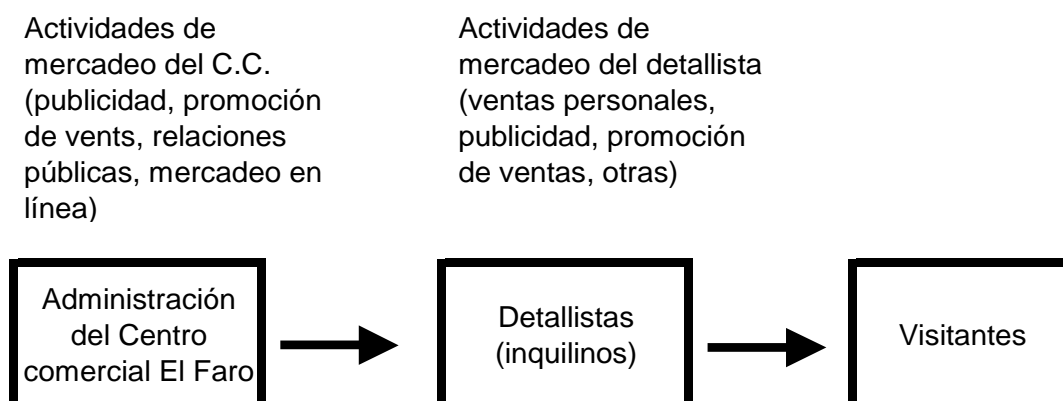 Actividades de
mercadeo del C.C.
(publicidad, promoción
de vents, relaciones
públicas, mercadeo en
línea)
Actividades de
mercadeo del detallista
(ventas personales,
publicidad, promoción
de ventas, otras)
Administración
del Centro
comercial El Faro
Detallistas
(inquilinos)
Visitantes